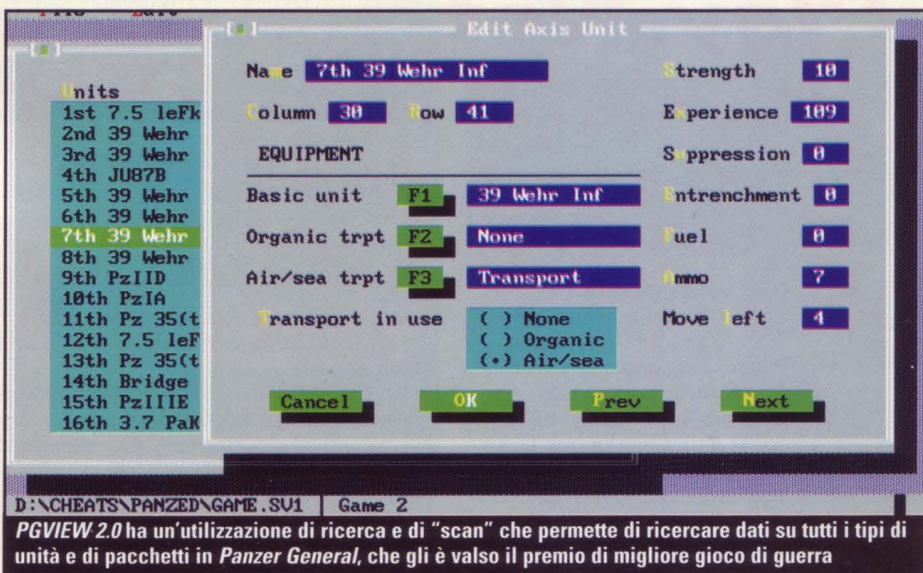 Units
1st 7.5 leFk
2nd 39 Wehr
3rd 39 Wehr
4th JU87B
5th 39 Wehr
6th 39 Wehr
7th 39 Wehr
8th 39 Wehr
9th PzIID
10th PzIA
11th Pz 35(t
12th 7.5 leF
13th Pz 35(t
14th Bridge
15th PzIIIE
16th 3.7 PaK
Edit Axis Unit
Name 7th 39 Wehr Inf
Column 30 Row 41
EQUIPMENT
Basic unit F1 39 Wehr Inf
Organic trpt F2 None
Air/sea trpt F3 Transport
Transport in use ( ) None
( ) Organic
(•) Air/sea
Strength 10
Experience 109
Suppression 0
Entrenchment 0
Fuel 0
Ammo 7
Move left 4
Cancel OK Prev Next
D:\CHEATS\PANZED\GAME.SV1 Game 2
PGVIEW 2.0 ha un'utilizzazione di ricerca e di "scan" che permette di ricercare dati su tutti i tipi di
unità e di pacchetti in Panzer General, che gli è valso il premio di migliore gioco di guerra